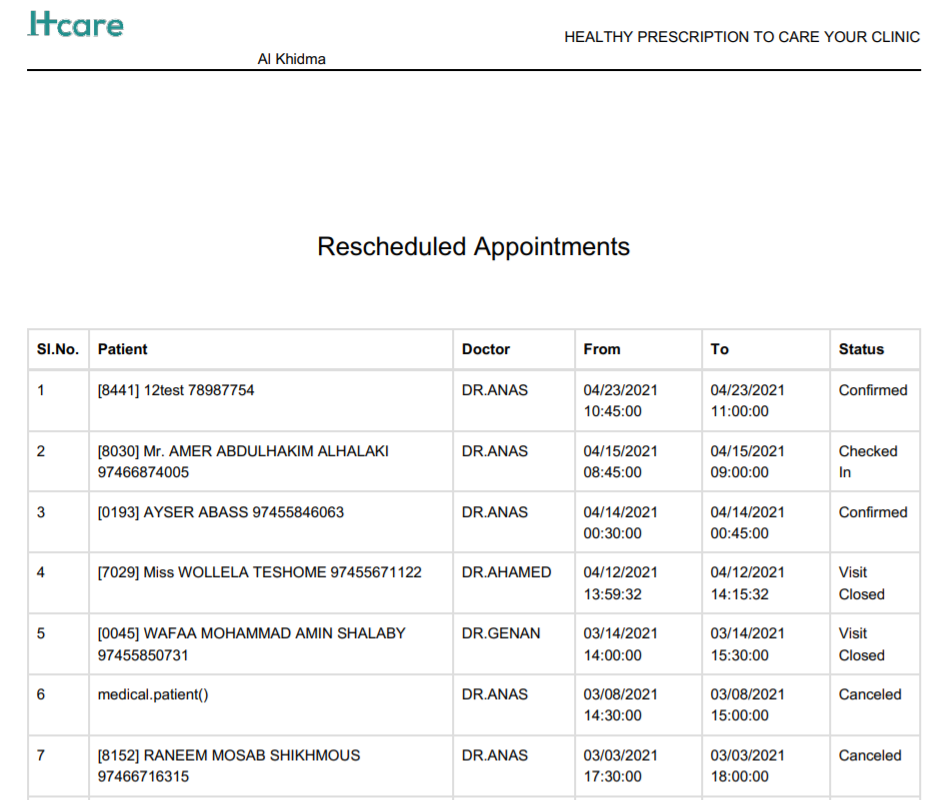 Htcare
HEALTHY PRESCRIPTION TO CARE YOUR CLINIC
Al Khidma
Rescheduled Appointments
Sl.No. Patient Doctor From To Status
1 [8441] 12test 78987754 DR.ANAS 04/23/2021 04/23/2021 Confirmed
10:45:00 11:00:00
2 [8030] Mr. AMER ABDULHAKIM ALHALAKI DR.ANAS 04/15/2021 04/15/2021 Checked
97466874005 08:45:00 09:00:00 In
3 [0193] AYSER ABASS 97455846063 DR.ANAS 04/14/2021 04/14/2021 Confirmed
00:30:00 00:45:00
4 [7029] Miss WOLLELA TESHOME 97455671122 DR.AHAMED 04/12/2021 04/12/2021 Visit
13:59:32 14:15:32 Closed
5 [0045] WAFAA MOHAMMAD AMIN SHALABY DR.GENAN 03/14/2021 03/14/2021 Visit
97455850731 14:00:00 15:30:00 Closed
6 medical.patient() DR.ANAS 03/08/2021 03/08/2021 Canceled
14:30:00 15:00:00
7 [8152] RANEEM MOSAB SHIKHMOUS DR.ANAS 03/03/2021 03/03/2021 Canceled
97466716315 17:30:00 18:00:00